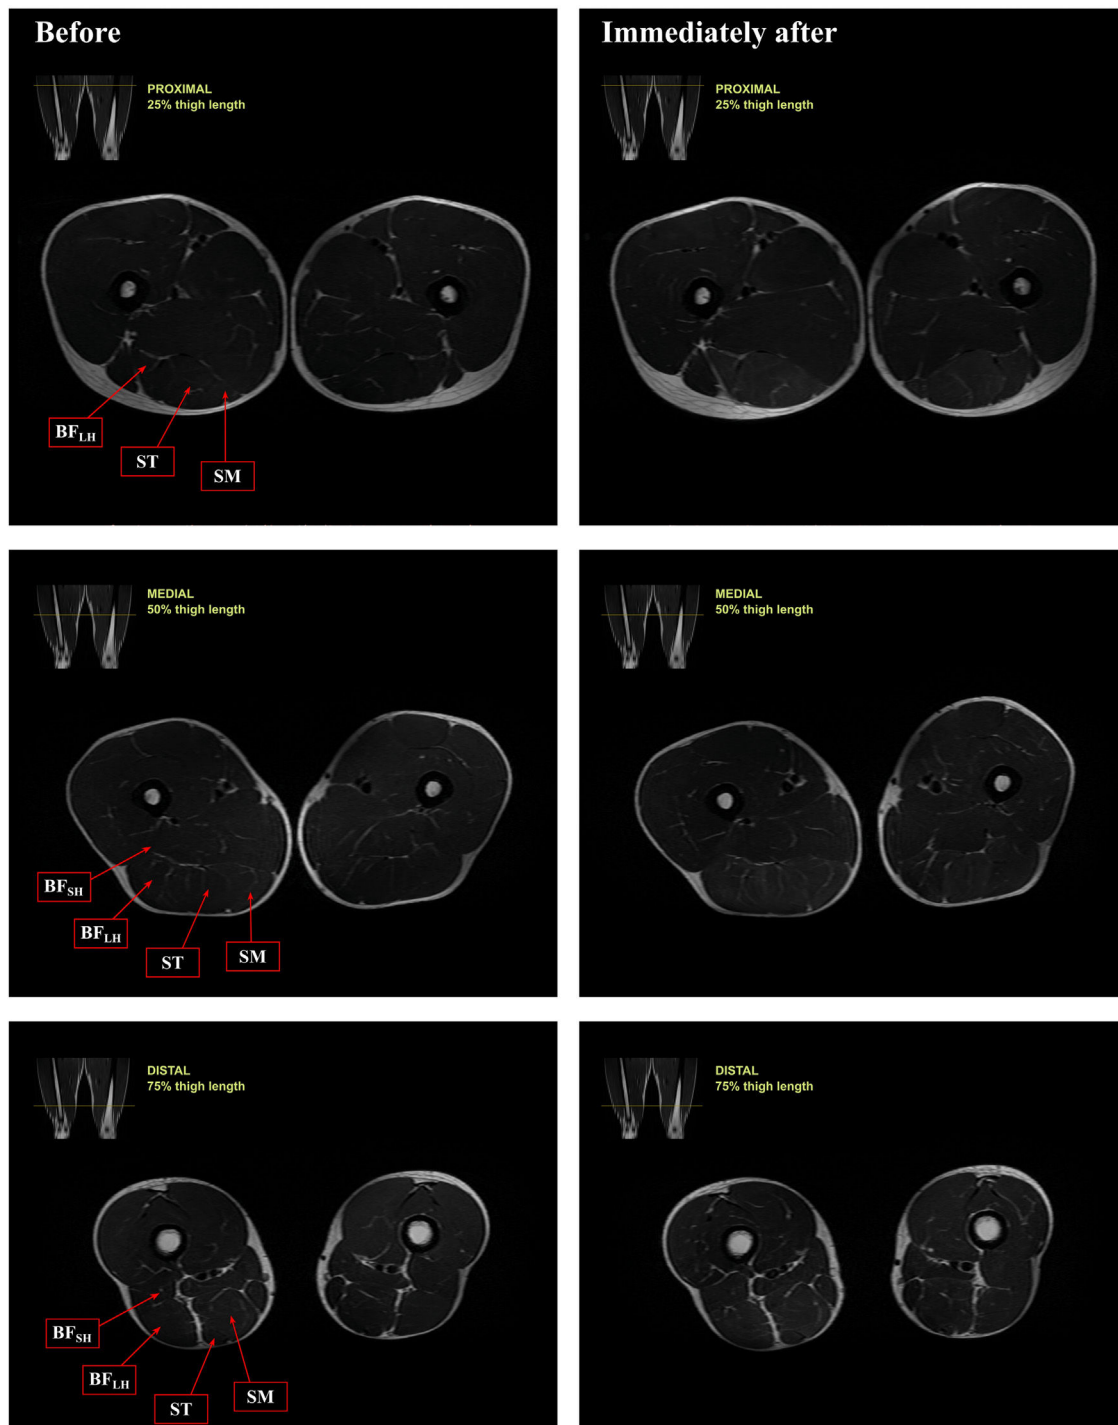 Before
Immediately after
PROXIMAL
25% thigh length
PROXIMAL
25% thigh length
BFLH
ST
SM
MEDIAL
50% thigh length
MEDIAL
50% thigh length
BFSH
BFLH
ST
SM
DISTAL
75% thigh length
DISTAL
75% thigh length
BFSH
BFLH
ST
SM